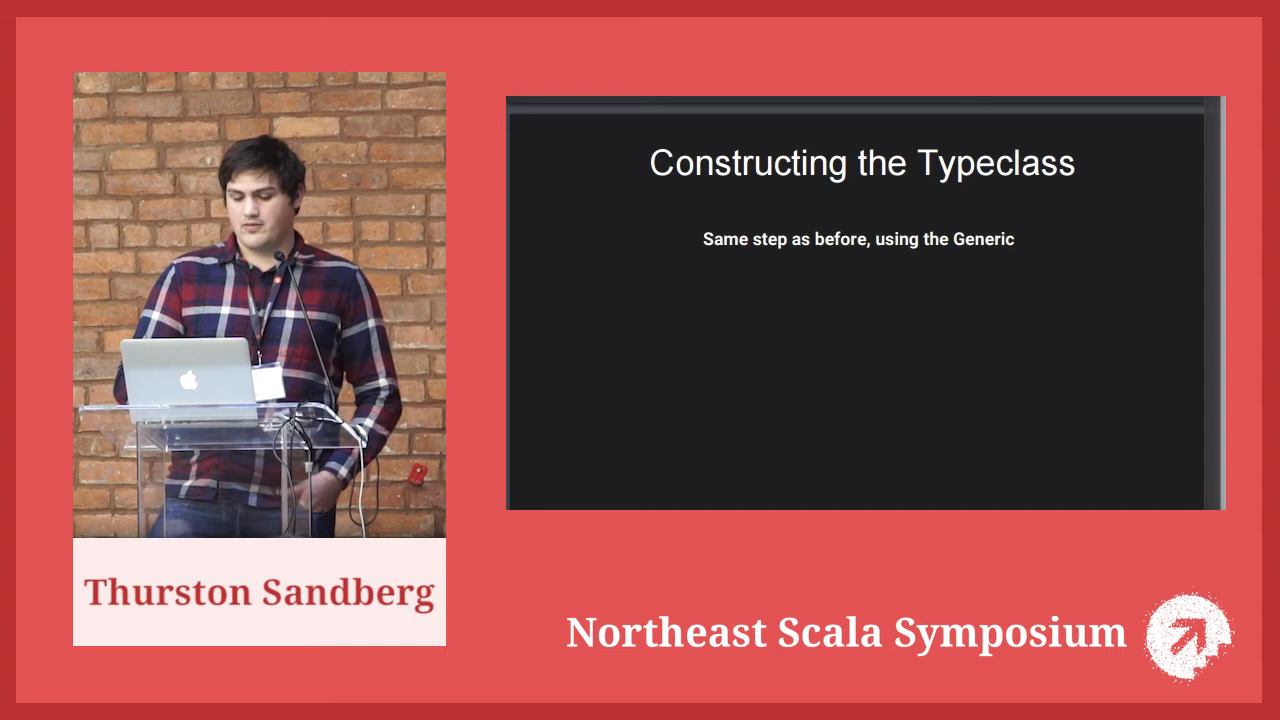 Constructing the Typeclass
Same step as before, using the Generic
Thurston Sandberg
Northeast Scala Symposium